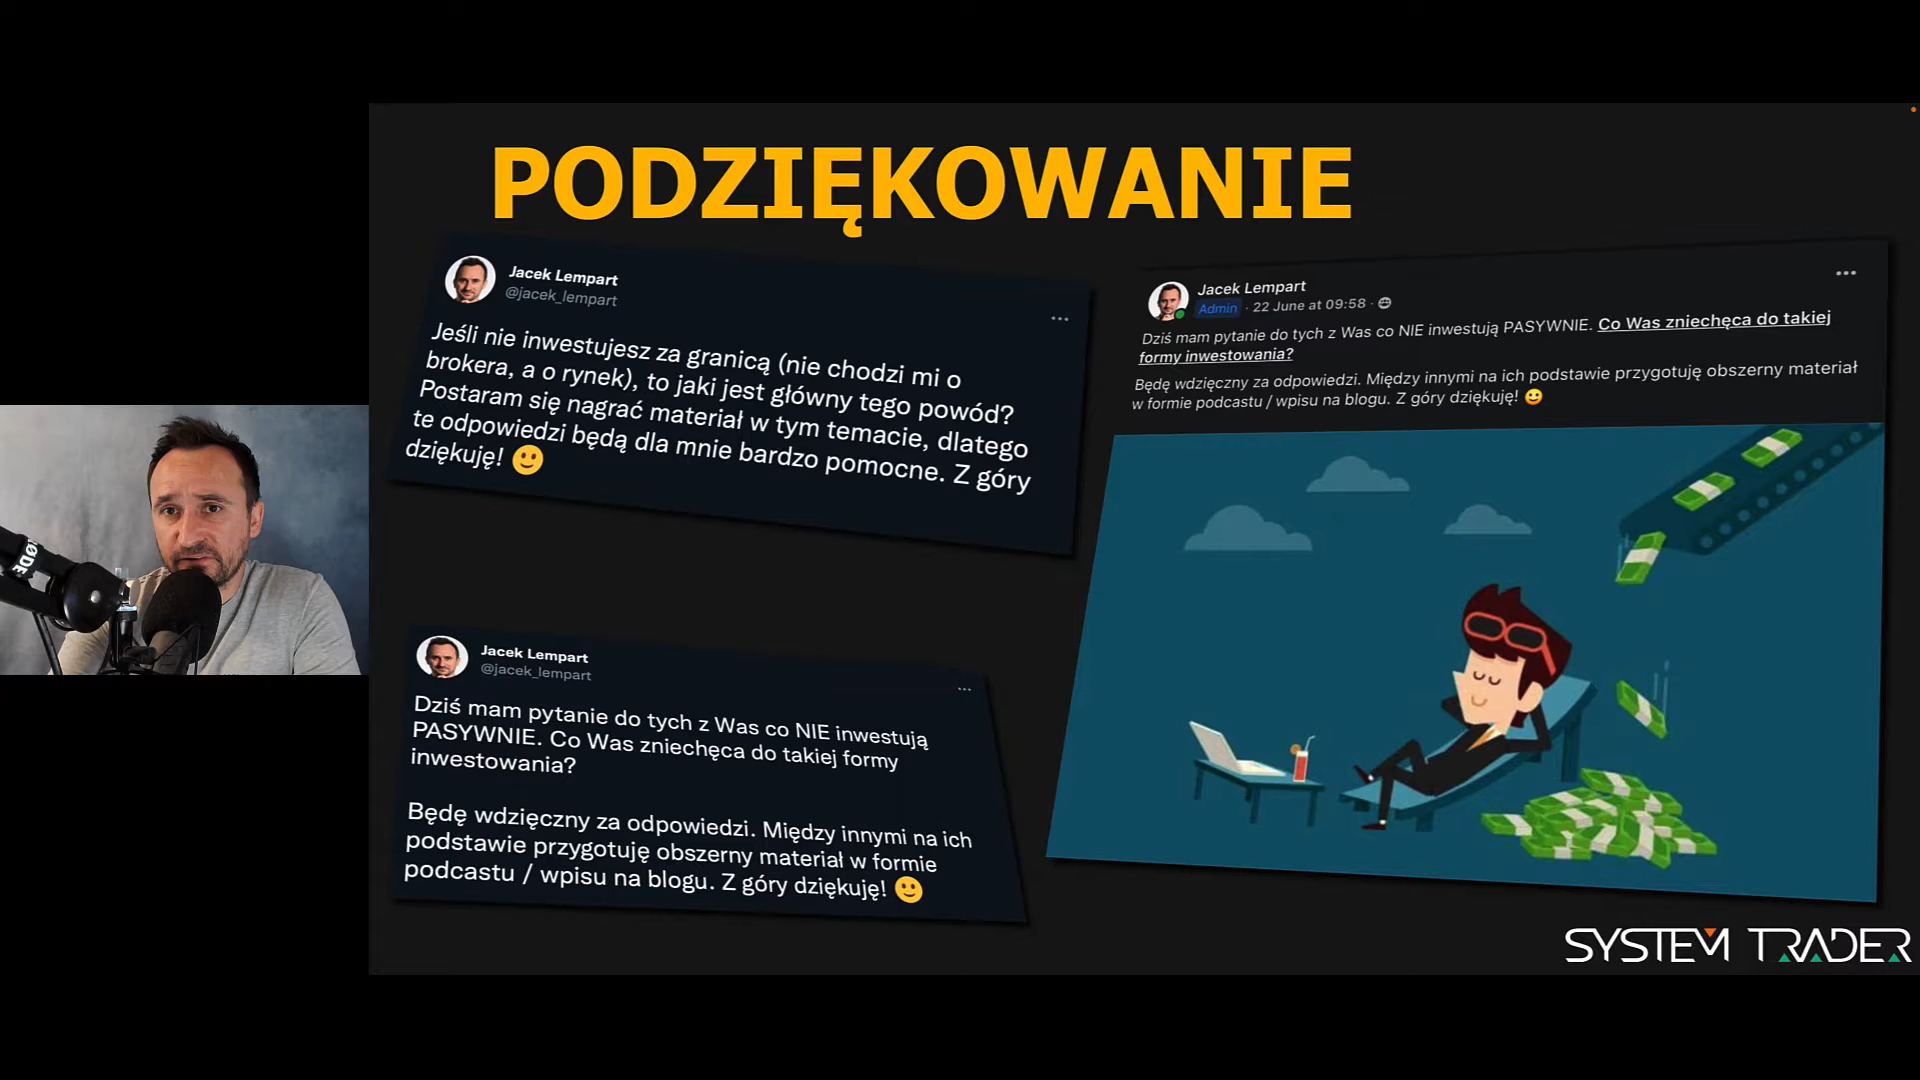 PODZIĘKOWANIE
Jacek Lempart
@jacek_lempart
Jeśli nie inwestujesz za granicą (nie chodzi mi o
brokera, a o rynek), to jaki jest główny tego powód?
Postaram się nagrać materiał w tym temacie, dlatego
te odpowiedzi będą dla mnie bardzo pomocne. Z góry
dziękuję! 🙂
Jacek Lempart
Admin · 22 June at 09:58 ·
Dziś mam pytanie do tych z Was co NIE inwestują PASYWNIE. Co Was zniechęca do takiej
formy inwestowania?
Będę wdzięczny za odpowiedzi. Między innymi na ich podstawie przygotuję obszerny materiał
w formie podcastu / wpisu na blogu. Z góry dziękuję! 😀
Jacek Lempart
@jacek_lempart
Dziś mam pytanie do tych z Was co NIE inwestują
PASYWNIE. Co Was zniechęca do takiej formy
inwestowania?
Będę wdzięczny za odpowiedzi. Między innymi na ich
podstawie przygotuję obszerny materiał w formie
podcastu / wpisu na blogu. Z góry dziękuję! 🙂
SYSTEM TRADER